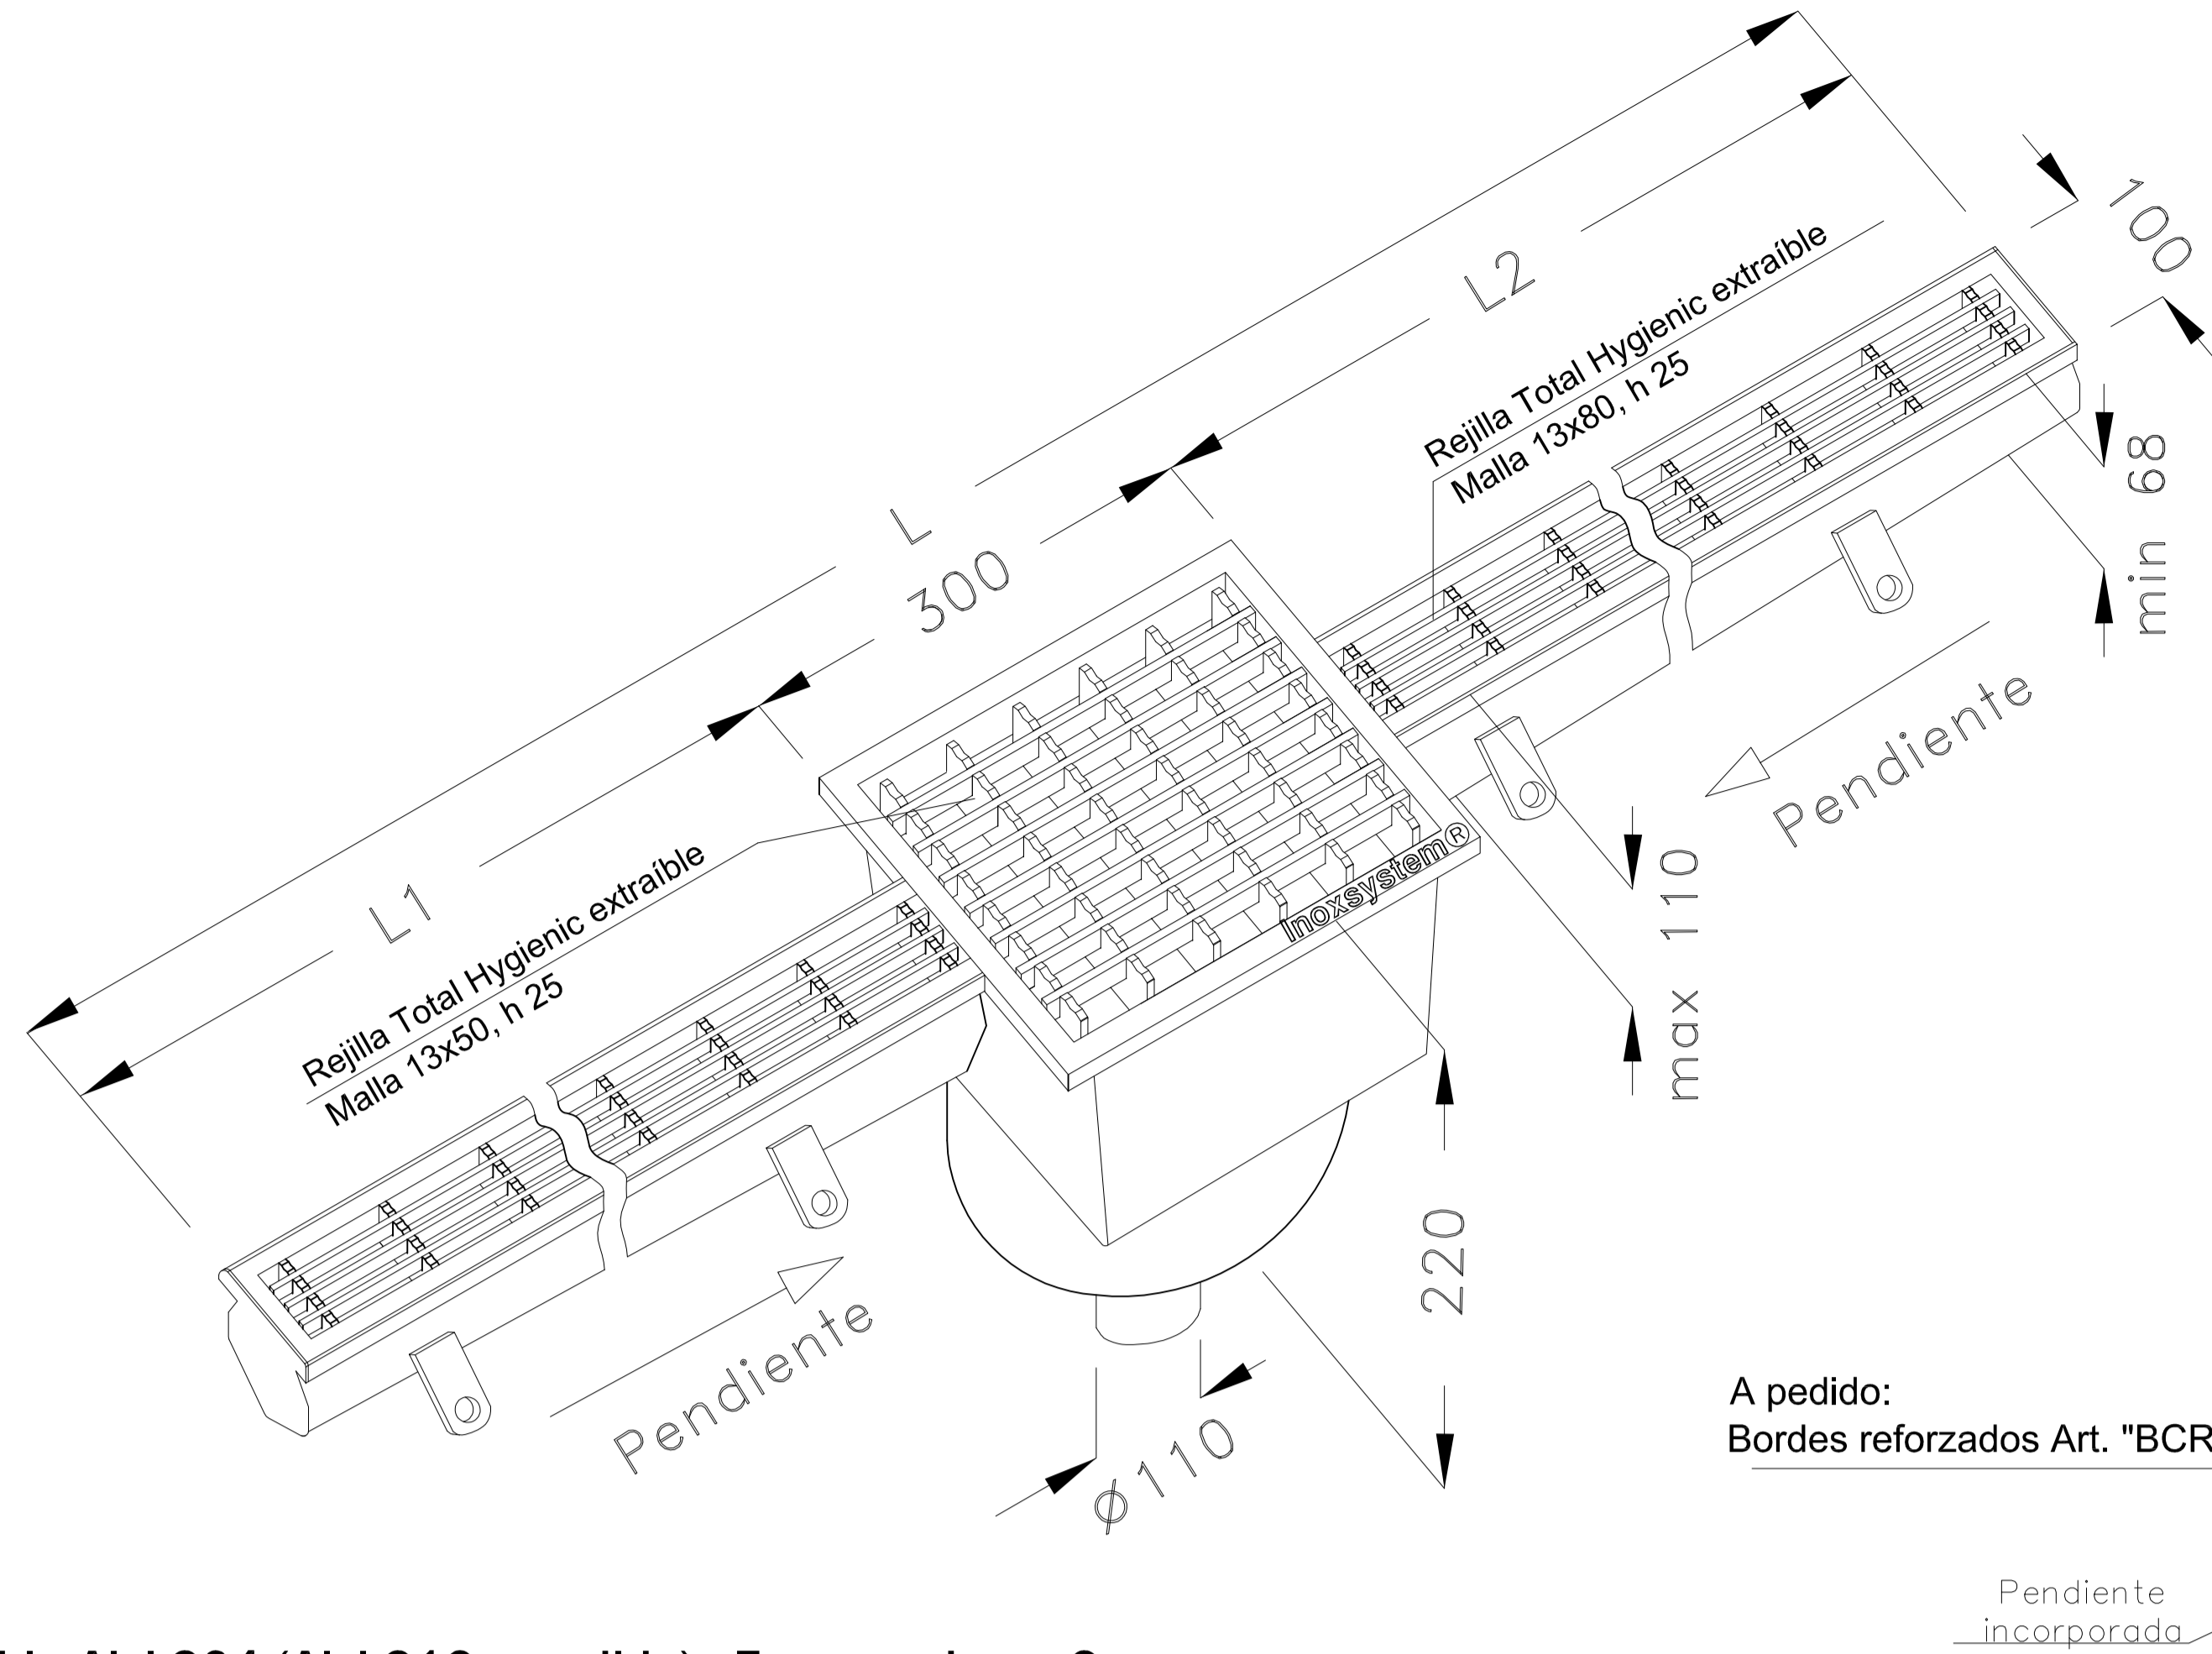 L
L2
100
Rejilla Total Hygienic extraíble
Malla 13x80, h 25
min 68
300
L1
Rejilla Total Hygienic extraíble
Malla 13x50, h 25
Pendiente
Inoxsystem®
max 110
220
Pendiente
ø110
A pedido:
Bordes reforzados Art. "BCR
Pendiente
incorporada